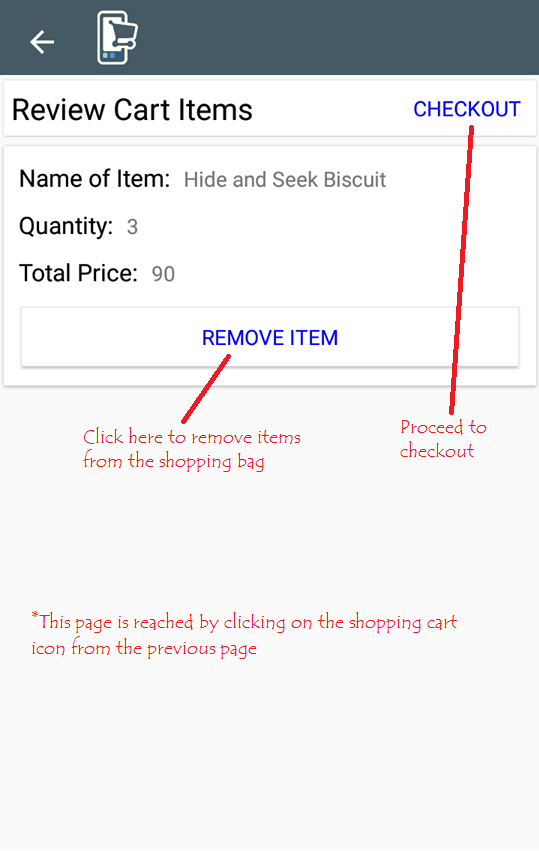 Review Cart Items CHECKOUT
Name of Item: Hide and Seek Biscuit
Quantity: 3
Total Price: 90
REMOVE ITEM
Click here to remove items
from the shopping bag
Proceed to
checkout
*This page is reached by clicking on the shopping cart
icon from the previous page